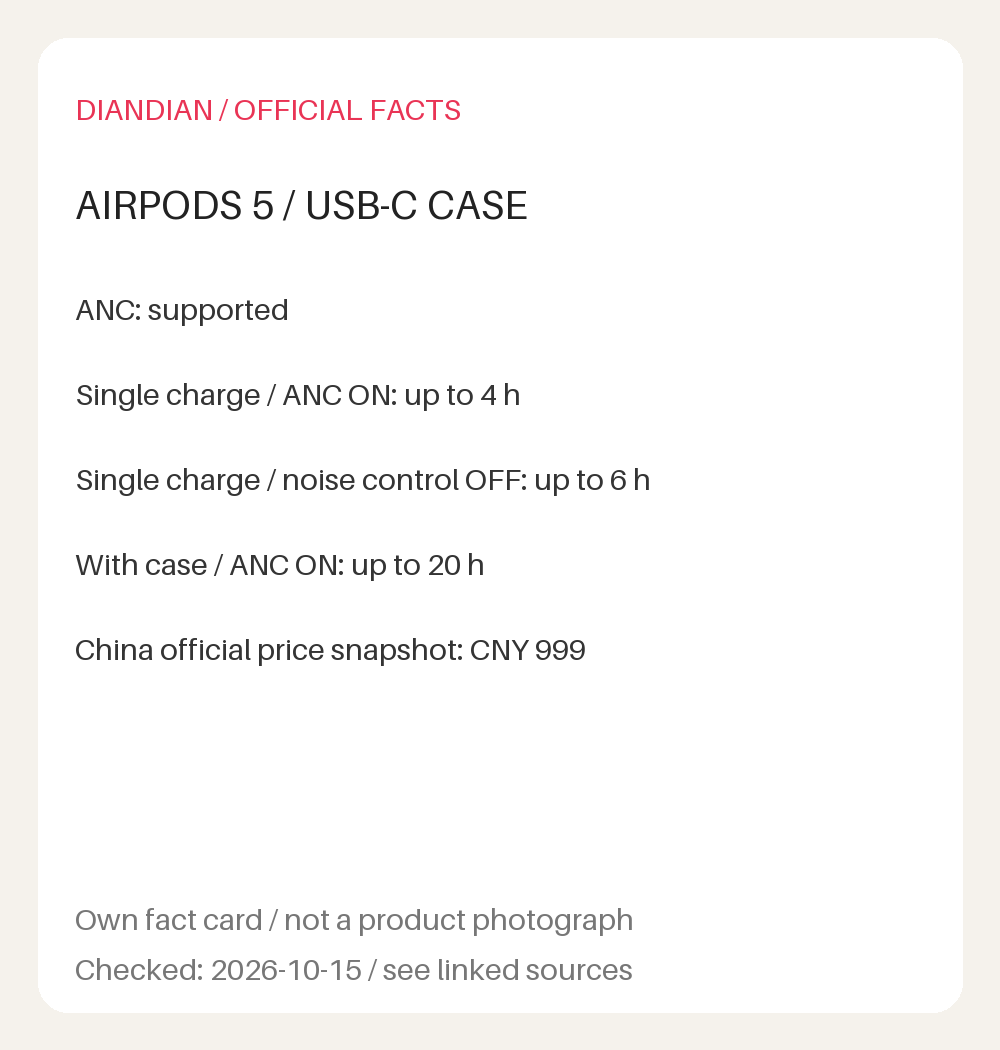 DIANDIAN / OFFICIAL FACTS
AIRPODS 5 / USB-C CASE
ANC: supported
Single charge / ANC ON: up to 4 h
Single charge / noise control OFF: up to 6 h
With case / ANC ON: up to 20 h
China official price snapshot: CNY 999
Own fact card / not a product photograph
Checked: 2026-10-15 / see linked sources